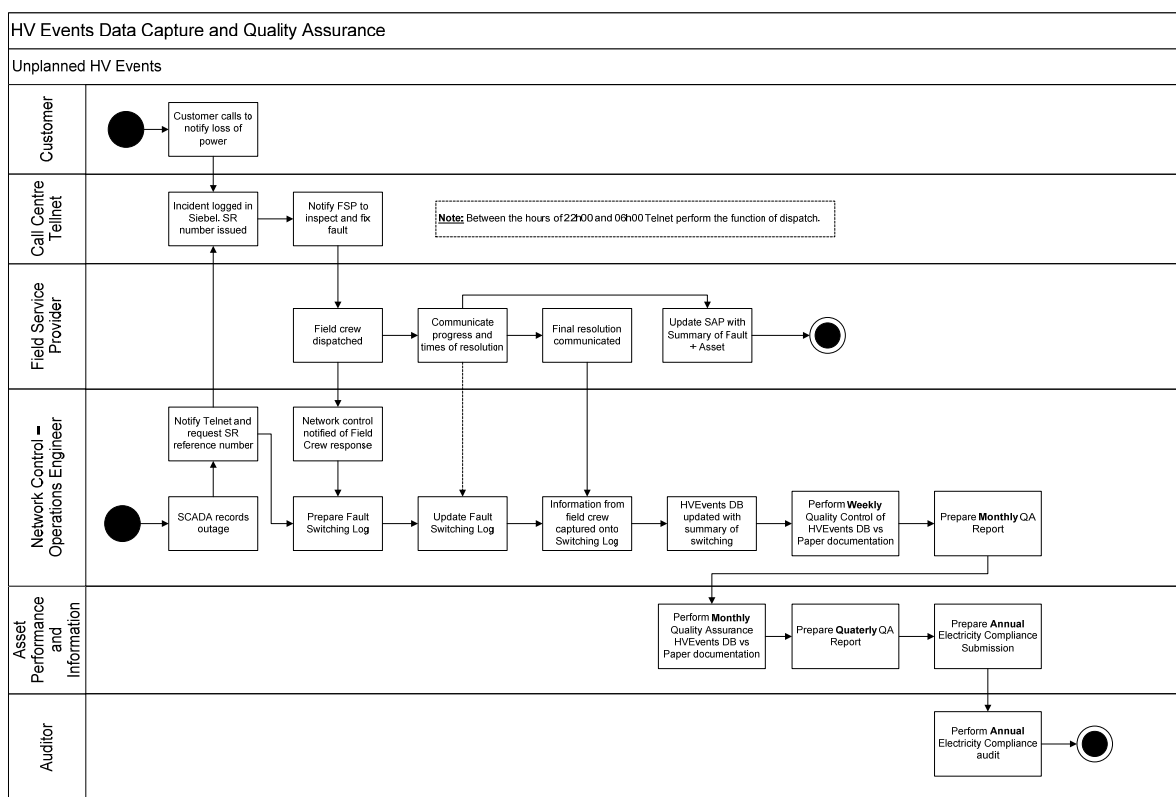 HV Events Data Capture and Quality Assurance
Unplanned HV Events
Customer
Customer calls to
notify loss of
power
Call Centre
Tellnet
Incident logged in
Siebel. SR
number issued
Notify FSP to
inspect and fix
fault
Note: Between the hours of 22h00 and 06h00 Telnet perform the function of dispatch.
Field Service
Provider
Field crew
dispatched
Communicate
progress and
times of resolution
Final resolution
communicated
Update SAP with
Summary of Fault
+ Asset
Network Control –
Operations Engineer
Notify Telnet and
request SR
reference number
Network control
notified of Field
Crew response
SCADA records
outage
Prepare Fault
Switching Log
Update Fault
Switching Log
Information from
field crew
captured onto
Switching Log
HVEvents DB
updated with
summary of
switching
Perform Weekly
Quality Control of
HVEvents DB vs
Paper documentation
Prepare Monthly QA
Report
Asset
Performance
and
Information
Perform Monthly
Quality Assurance
HVEvents DB vs
Paper documentation
Prepare Quaterly QA
Report
Prepare Annual
Electricity Compliance
Submission
Auditor
Perform Annual
Electricity Compliance
audit